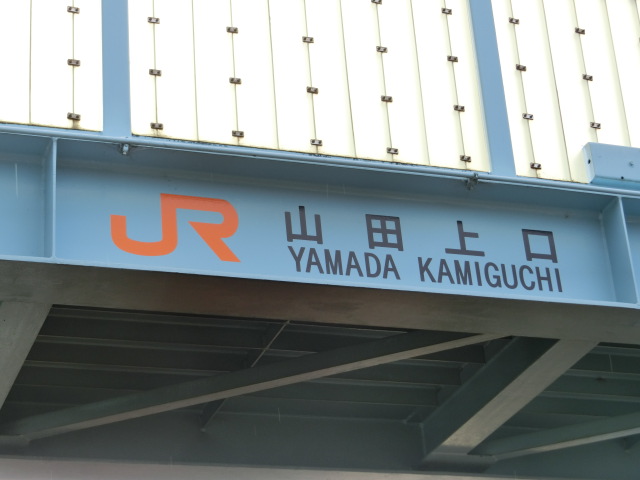 JR 山田上口
YAMADA KAMIGUCHI